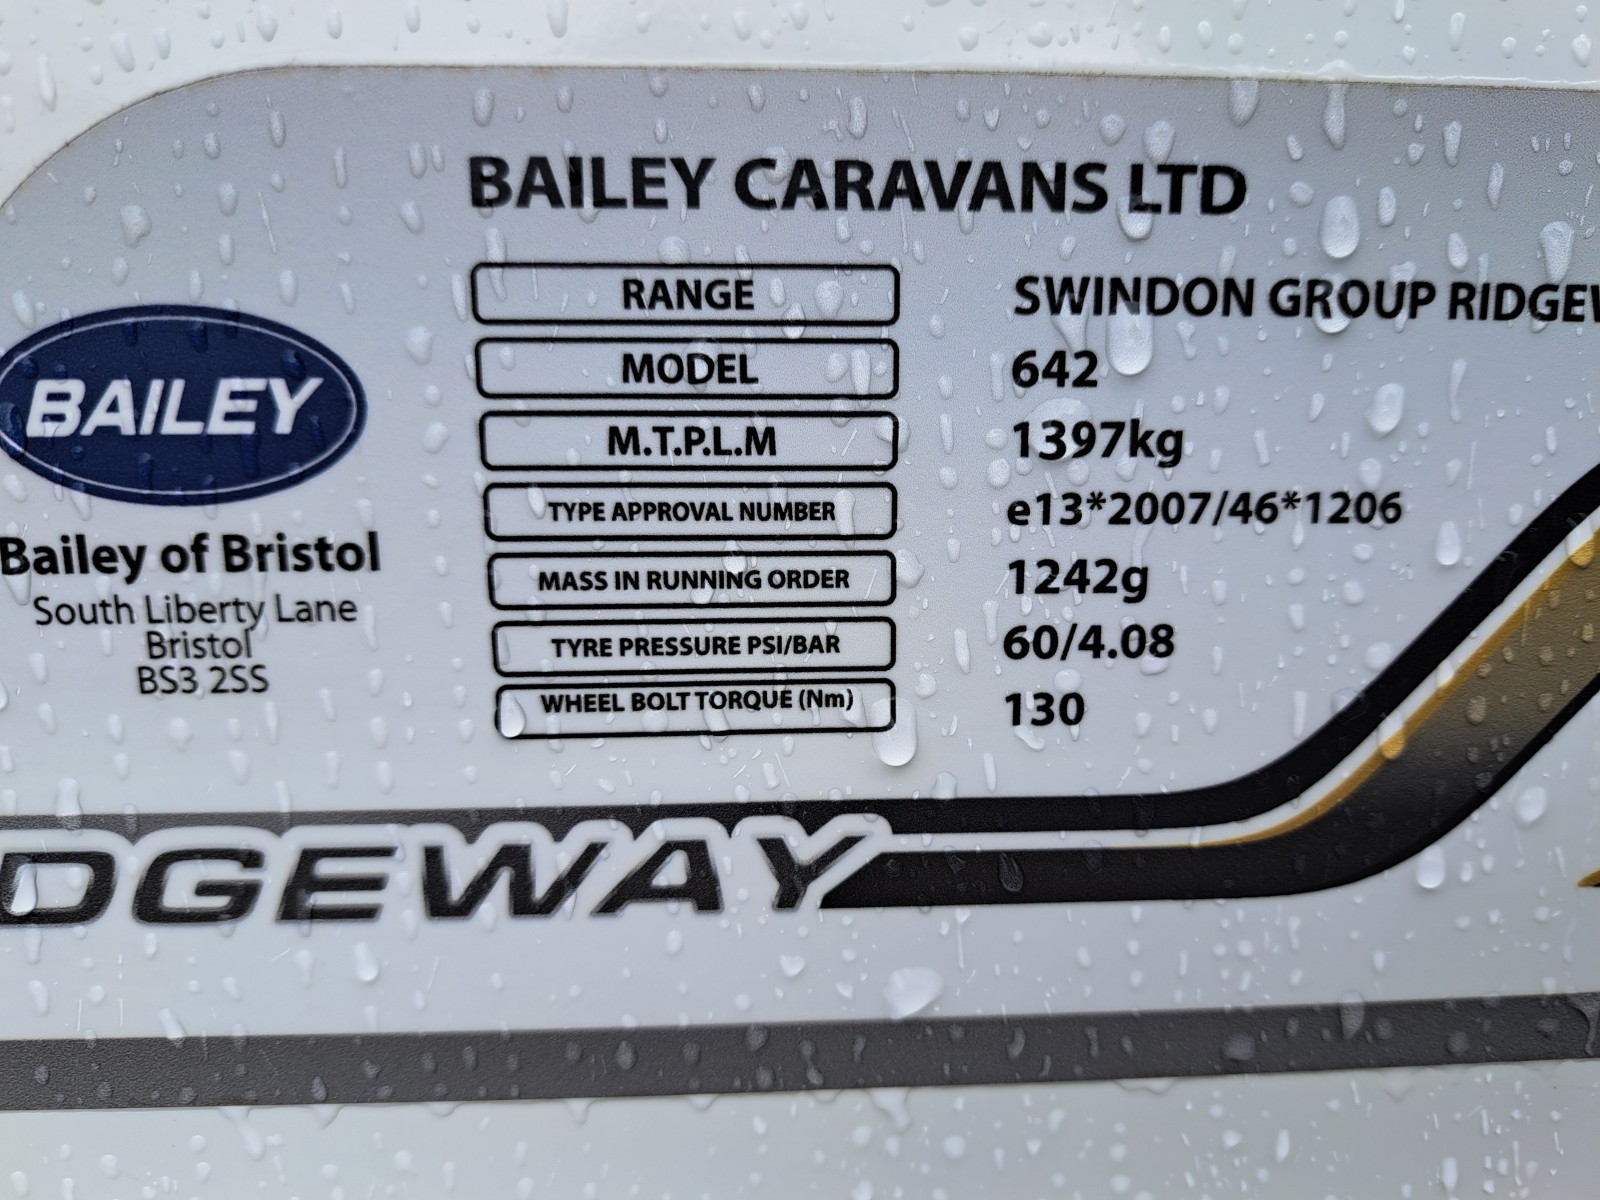 BAILEY CARAVANS LTD
RANGE SWINDON GROUP RIDGEW
MODEL 642
M.T.P.L.M 1397kg
TYPE APPROVAL NUMBER e13*2007/46*1206
MASS IN RUNNING ORDER 1242g
TYRE PRESSURE PSI/BAR 60/4.08
WHEEL BOLT TORQUE (Nm) 130
BAILEY
Bailey of Bristol
South Liberty Lane
Bristol
BS3 2SS
DGEWAY